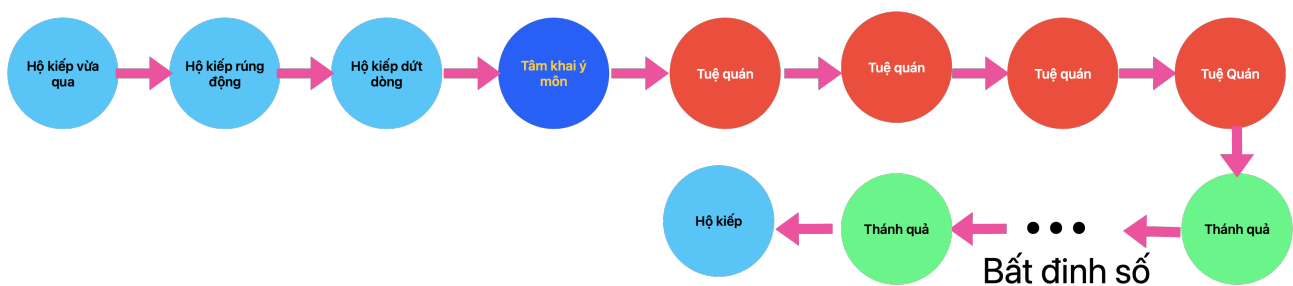 Hộ kiếp vừa
qua
Hộ kiếp rúng
động
Hộ kiếp dứt
dòng
Tâm khai ý
môn
Tuệ quán
Tuệ quán
Tuệ quán
Tuệ Quán
Hộ kiếp
Thánh quả
Thánh quả
Bất định số